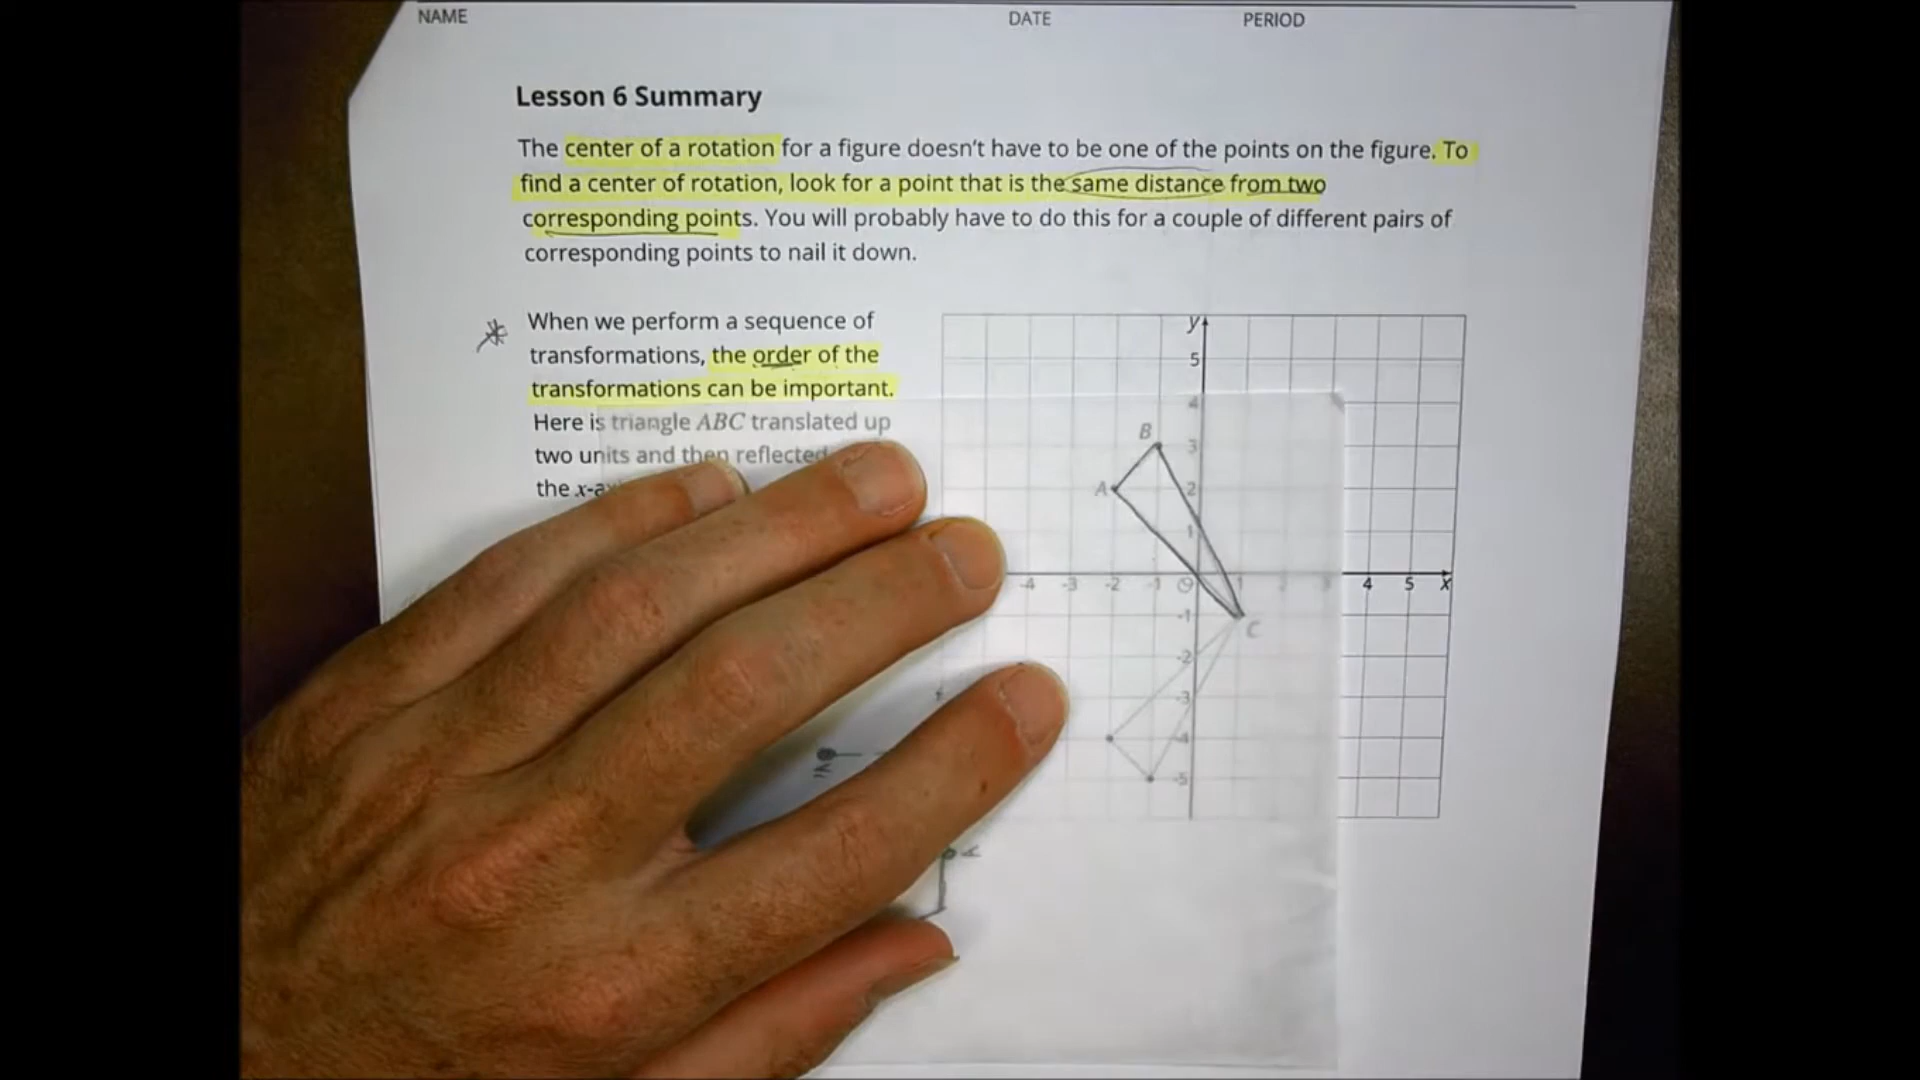 NAME DATE PERIOD
Lesson 6 Summary
The center of a rotation for a figure doesn't have to be one of the points on the figure. To
find a center of rotation, look for a point that is the same distance from two
corresponding points. You will probably have to do this for a couple of different pairs of
corresponding points to nail it down.
When we perform a sequence of
transformations, the order of the
transformations can be important.
Here is triangle ABC translated up
two units and then reflected
the
y
5
4
B
3
A
2
1
-4 -3 -2 -1 O 1 2 3 4 5 x
-1
C
-2
-3
-4
-5